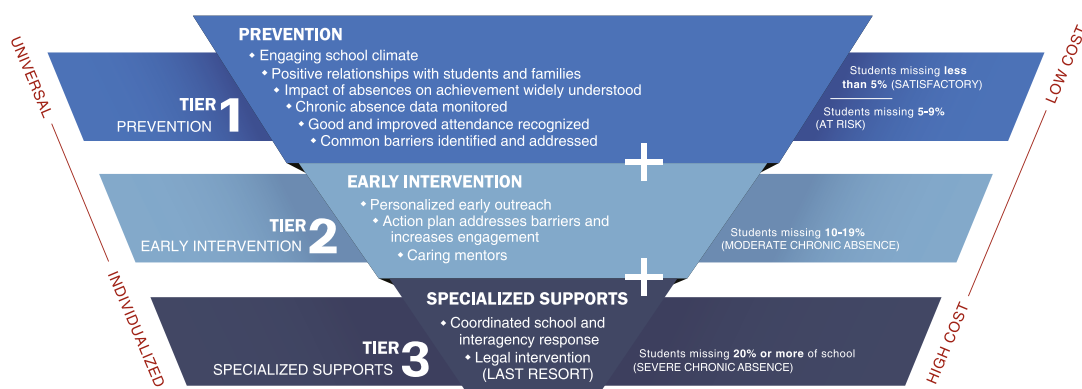 UNIVERSAL
INDIVIDUALIZED
TIER 1
PREVENTION
PREVENTION
◆ Engaging school climate
◆ Positive relationships with students and families
◆ Impact of absences on achievement widely understood
◆ Chronic absence data monitored
◆ Good and improved attendance recognized
◆ Common barriers identified and addressed
Students missing less
than 5% (SATISFACTORY)
Students missing 5-9%
(AT RISK)
+
TIER 2
EARLY INTERVENTION
EARLY INTERVENTION
◆ Personalized early outreach
◆ Action plan addresses barriers and
increases engagement
◆ Caring mentors
Students missing 10-19%
(MODERATE CHRONIC ABSENCE)
+
TIER 3
SPECIALIZED SUPPORTS
SPECIALIZED SUPPORTS
◆ Coordinated school and
interagency response
◆ Legal intervention
(LAST RESORT)
Students missing 20% or more of school
(SEVERE CHRONIC ABSENCE)
LOW COST
HIGH COST